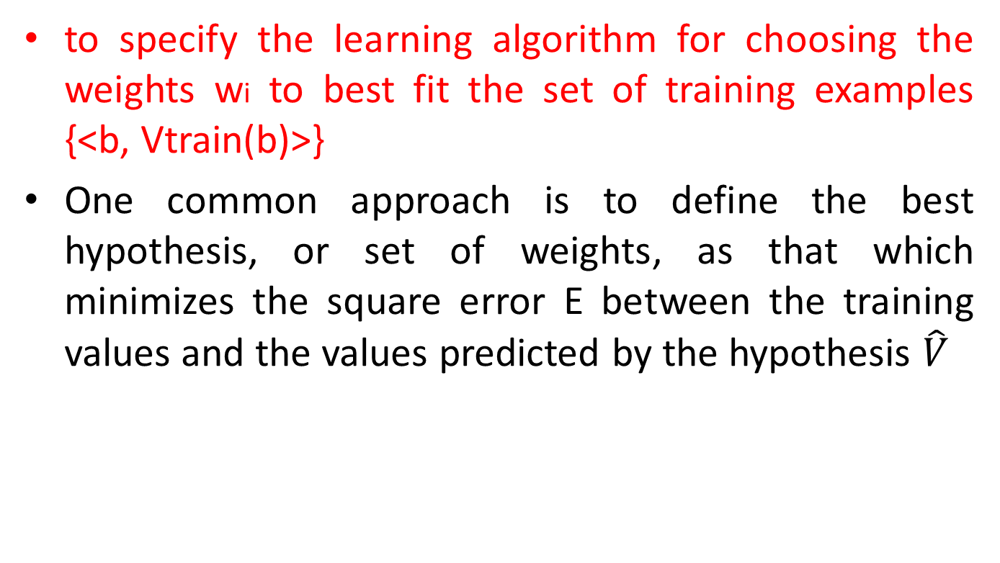 • to specify the learning algorithm for choosing the
weights wi to best fit the set of training examples
{<b, Vtrain(b)>}
• One common approach is to define the best
hypothesis, or set of weights, as that which
minimizes the square error E between the training
values and the values predicted by the hypothesis V̂